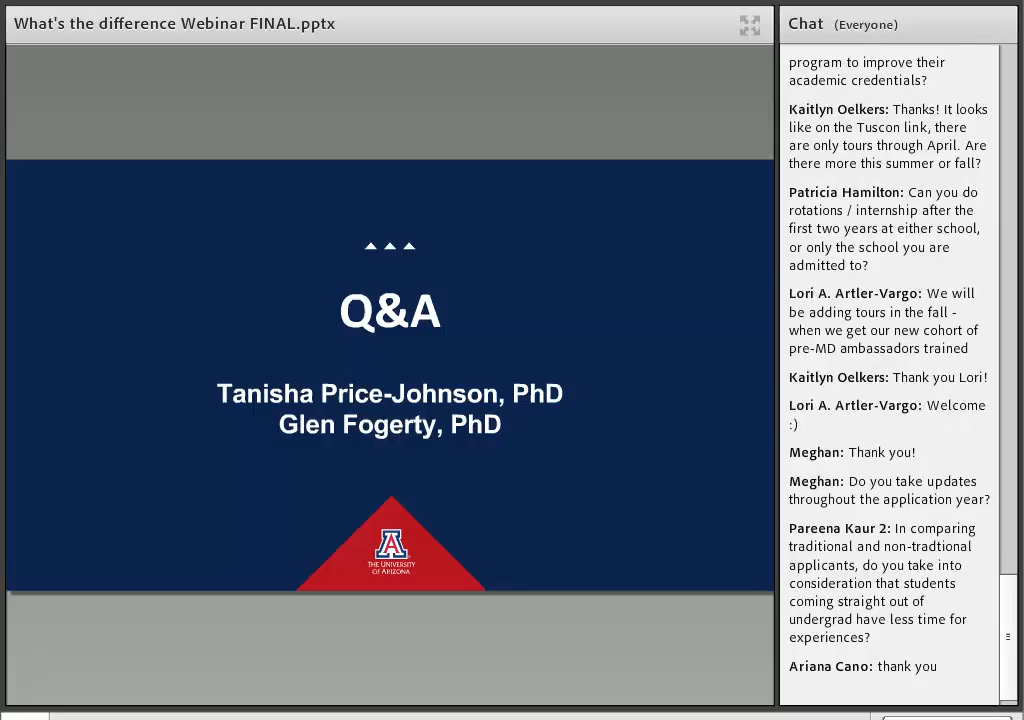 What's the difference Webinar FINAL.pptx
Q&A
Tanisha Price-Johnson, PhD
Glen Fogerty, PhD
A
THE UNIVERSITY
OF ARIZONA
Chat (Everyone)
program to improve their
academic credentials?
Kaitlyn Oelkers: Thanks! It looks
like on the Tuscon link, there
are only tours through April. Are
there more this summer or fall?
Patricia Hamilton: Can you do
rotations / internship after the
first two years at either school,
or only the school you are
admitted to?
Lori A. Artler-Vargo: We will
be adding tours in the fall -
when we get our new cohort of
pre-MD ambassadors trained
Kaitlyn Oelkers: Thank you Lori!
Lori A. Artler-Vargo: Welcome
:)
Meghan: Thank you!
Meghan: Do you take updates
throughout the application year?
Pareena Kaur 2: In comparing
traditional and non-tradtional
applicants, do you take into
consideration that students
coming straight out of
undergrad have less time for
experiences?
Ariana Cano: thank you